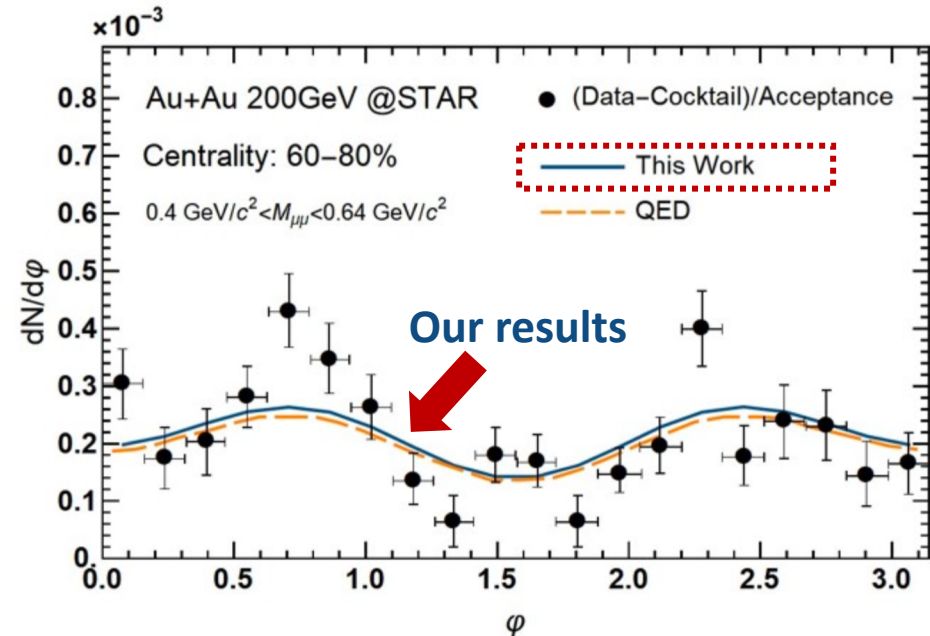 ×10⁻³
Au+Au 200GeV @STAR
● (Data−Cocktail)/Acceptance
Centrality: 60−80%
This Work
0.4 GeV/c²<Mμμ<0.64 GeV/c²
QED
Our results
dN/dφ
0.8
0.7
0.6
0.5
0.4
0.3
0.2
0.1
0.
0.0 0.5 1.0 1.5 2.0 2.5 3.0
φ